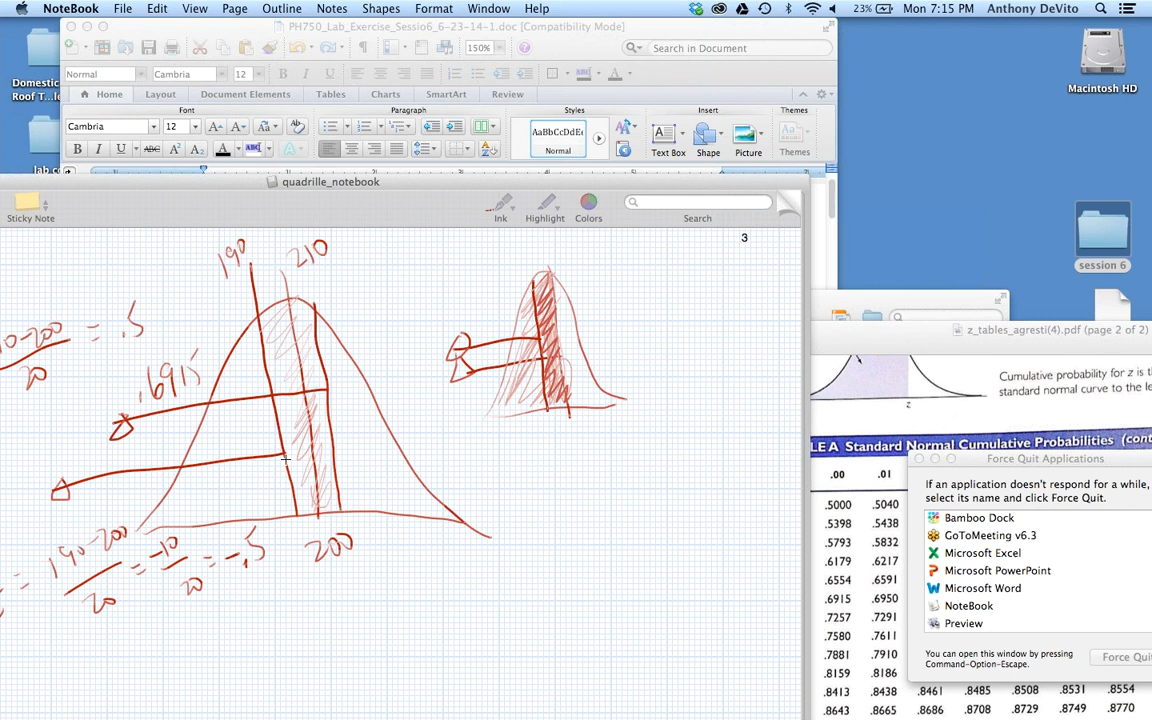 NoteBook File Edit View Page Outline Notes Shapes Format Window Help 23% Mon 7:15 PM Anthony DeVito
PH750_Lab_Exercise_Sessio6_6-23-14-1.doc [Compatibility Mode]
150% Search in Document
Normal Cambria 12
Home Layout Document Elements Tables Charts SmartArt Review
Font Paragraph Styles Insert Themes
Cambria 12 AaBbCcDdEe
Normal Text Box Shape Picture Themes
Domestic
Roof T...le
Macintosh HD
session 6
quadrille_notebook
Sticky Note Ink Highlight Colors Search
3
190 210
-200 = .5
20
.6915
= 190-200 = -10 = -.5
20 20
200
z_tables_agresti(4).pdf (page 2 of 2)
Cumulative probability for z is th
standard normal curve to the le
z
LE A Standard Normal Cumulative Probabilities (cont
.00 .01
.5000 .5040
.5398 .5438
.5793 .5832
.6179 .6217
.6554 .6591
.6915 .6950
.7257 .7291
.7580 .7611
.7881 .7910
.8159 .8186
.8413 .8438 .8461 .8485 .8508 .8531 .8554
.8643 .8665 .8686 .8708 .8729 .8749 .8770
Force Quit Applications
If an application doesn't respond for a while,
select its name and click Force Quit.
Bamboo Dock
GoToMeeting v6.3
Microsoft Excel
Microsoft PowerPoint
Microsoft Word
NoteBook
Preview
You can open this window by pressing
Command-Option-Escape.
Force Quit